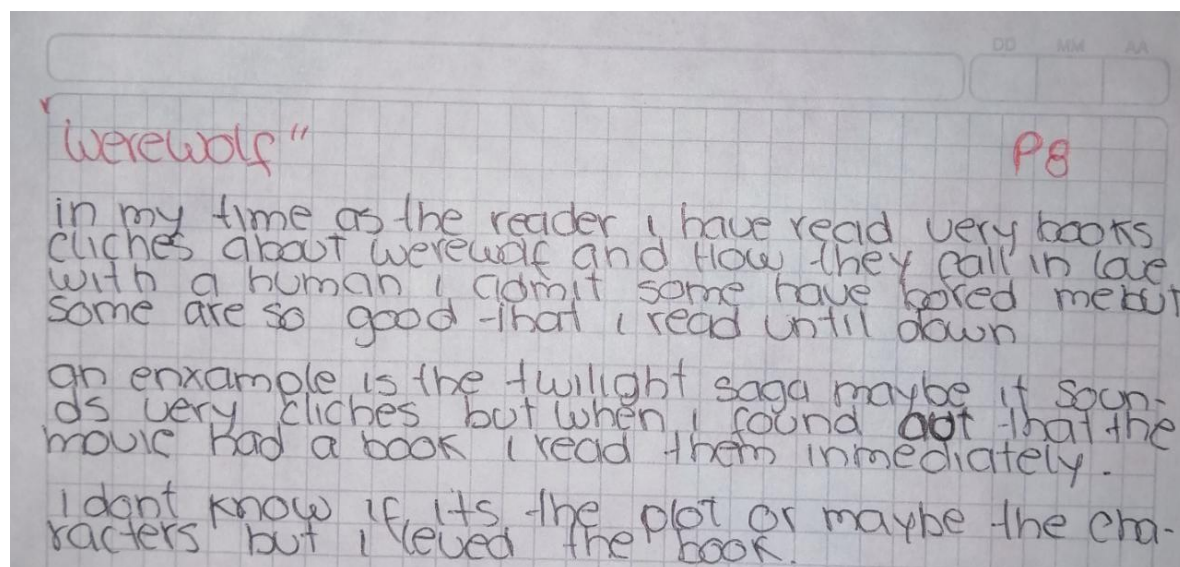 DD MM AA
"Werewolf" P8
in my time as the reader i have read very books
cliches about werewolf and How they fall in love
with a human i admit some have bored me but
some are so good that i read until down
an enxample is the twilight saga maybe it soun-
ds very cliches but when i found out that the
movie had a book i read them inmediately.
I dont know if its the plot or maybe the cha-
racters but i leved the book.